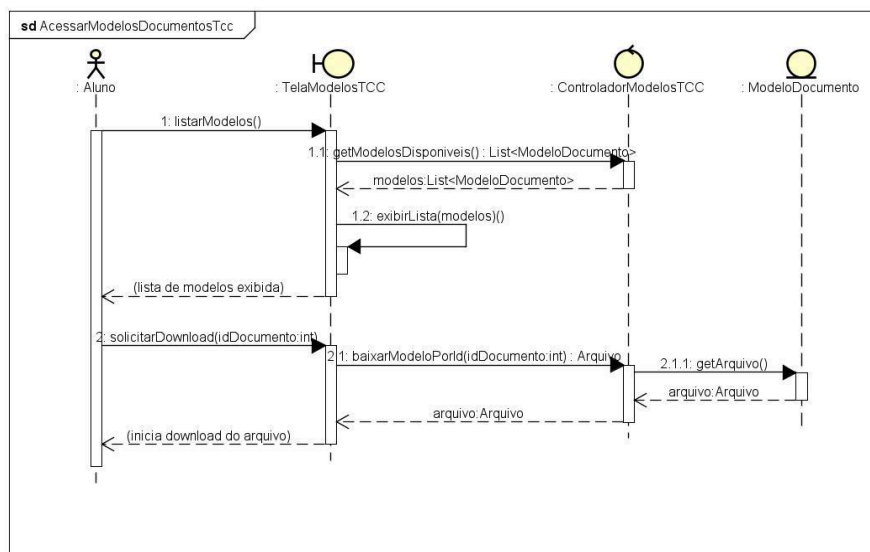 sd AcessarModelosDocumentosTcc
: Aluno
: TelaModelosTCC
: ControladorModelosTCC
: ModeloDocumento
1: listarModelos()
1.1: getModelosDisponiveis() : List<ModeloDocumento>
modelos:List<ModeloDocumento>
1.2: exibirLista(modelos)()
(lista de modelos exibida)
2: solicitarDownload(idDocumento:int)
2.1: baixarModeloPorId(idDocumento:int) : Arquivo
2.1.1: getArquivo()
arquivo:Arquivo
arquivo:Arquivo
(inicia download do arquivo)